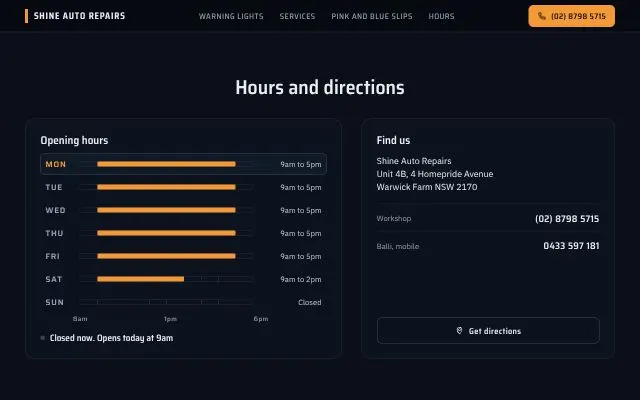 SHINE AUTO REPAIRS
WARNING LIGHTS
SERVICES
PINK AND BLUE SLIPS
HOURS
(02) 8798 5715
Hours and directions
Opening hours
MON 9am to 5pm
TUE 9am to 5pm
WED 9am to 5pm
THU 9am to 5pm
FRI 9am to 5pm
SAT 9am to 2pm
SUN Closed
8am 1pm 6pm
Closed now. Opens today at 9am
Find us
Shine Auto Repairs
Unit 4B, 4 Homepride Avenue
Warwick Farm NSW 2170
Workshop (02) 8798 5715
Balli, mobile 0433 597 181
Get directions